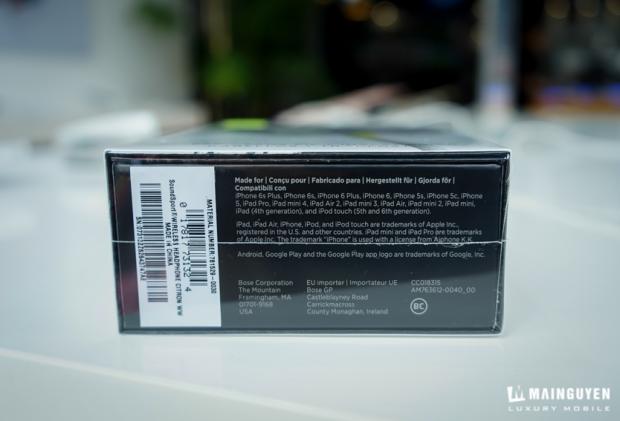 Made for | Conçu pour | Fabricado para | Hergestellt für | Gjorda för |
Compatibili con
iPhone 6s Plus, iPhone 6s, iPhone 6 Plus, iPhone 6, iPhone 5s, iPhone 5c, iPhone
5, iPad Pro, iPad mini 4, iPad Air 2, iPad mini 3, iPad Air, iPad mini 2, iPad mini,
iPad (4th generation), and iPod touch (5th and 6th generation).
iPad, iPad Air, iPhone, iPod, and iPod touch are trademarks of Apple Inc.,
registered in the U.S. and other countries. iPad mini and iPad Pro are trademarks
of Apple Inc. The trademark "iPhone" is used with a license from Aiphone K.K.
Android, Google Play and the Google Play app logo are trademarks of Google, Inc.
Bose Corporation
The Mountain
Framingham, MA
01701-9168
USA
EU importer | Importateur UE
Bose GP
Castleblayney Road
Carrickmacross
County Monaghan, Ireland
CC018315
AM763612-0040_00
BC
MATERIAL NUMBER:761529-0030
0 17817 73132 4
SoundSport®WIRELESS HEADPHONE CITRON WW
MADE IN CHINA
MAINGUYEN
LUXURY MOBILE